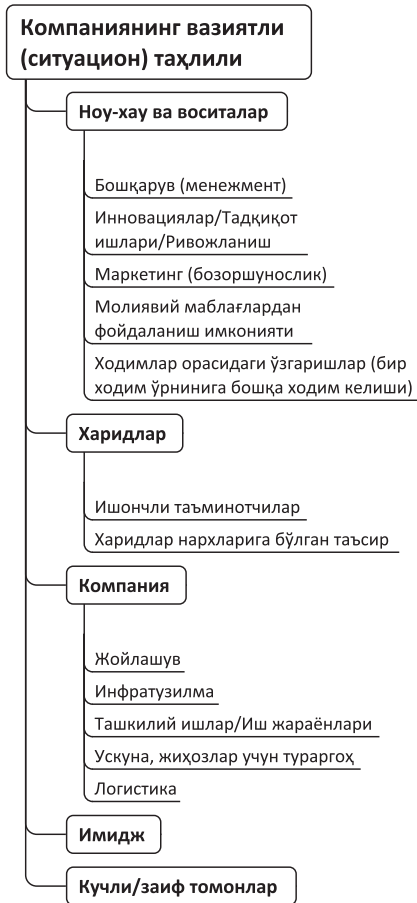 Компаниянинг вазиятли
(ситуацион) таҳлили
Ноу-хау ва воситалар
Бошқарув (менежмент)
Инновациялар/Тадқиқот
ишлари/Ривожланиш
Маркетинг (бозоршунослик)
Молиявий маблағлардан
фойдаланиш имконияти
Ходимлар орасидаги ўзгаришлар (бир
ходим ўрнинига бошқа ходим келиши)
Харидлар
Ишончли таъминотчилар
Харидлар нархларига бўлган таъсир
Компания
Жойлашув
Инфратузилма
Ташкилий ишлар/Иш жараёнлари
Ускуна, жиҳозлар учун тураргоҳ
Логистика
Имидж
Кучли/заиф томонлар